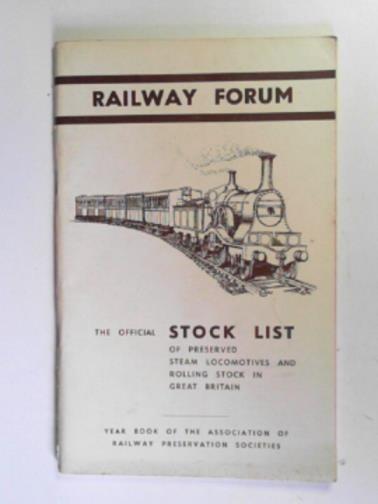 RAILWAY FORUM
THE OFFICIAL STOCK LIST
OF PRESERVED
STEAM LOCOMOTIVES AND
ROLLING STOCK IN
GREAT BRITAIN
YEAR BOOK OF THE ASSOCIATION OF
RAILWAY PRESERVATION SOCIETIES